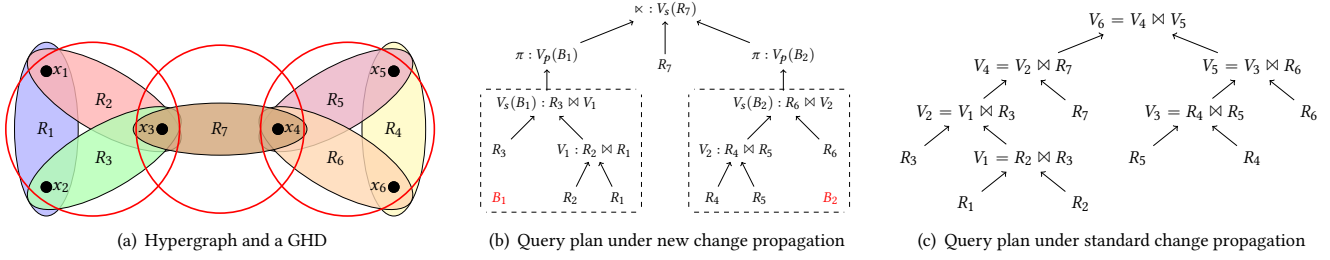 x1
x2
x3
x4
x5
x6
R1
R2
R3
R7
R5
R6
R4
(a) Hypergraph and a GHD
⋉ : Vs(R7)
π : Vp(B1)
R7
π : Vp(B2)
Vs(B1) : R3 ⋈ V1
Vs(B2) : R6 ⋈ V2
R3
V1 : R2 ⋈ R1
V2 : R4 ⋈ R5
R6
B1
R2
R1
R4
R5
B2
(b) Query plan under new change propagation
V6 = V4 ⋈ V5
V4 = V2 ⋈ R7
V5 = V3 ⋈ R6
V2 = V1 ⋈ R3
R7
V3 = R4 ⋈ R5
R6
R3
V1 = R2 ⋈ R3
R5
R4
R1
R2
(c) Query plan under standard change propagation